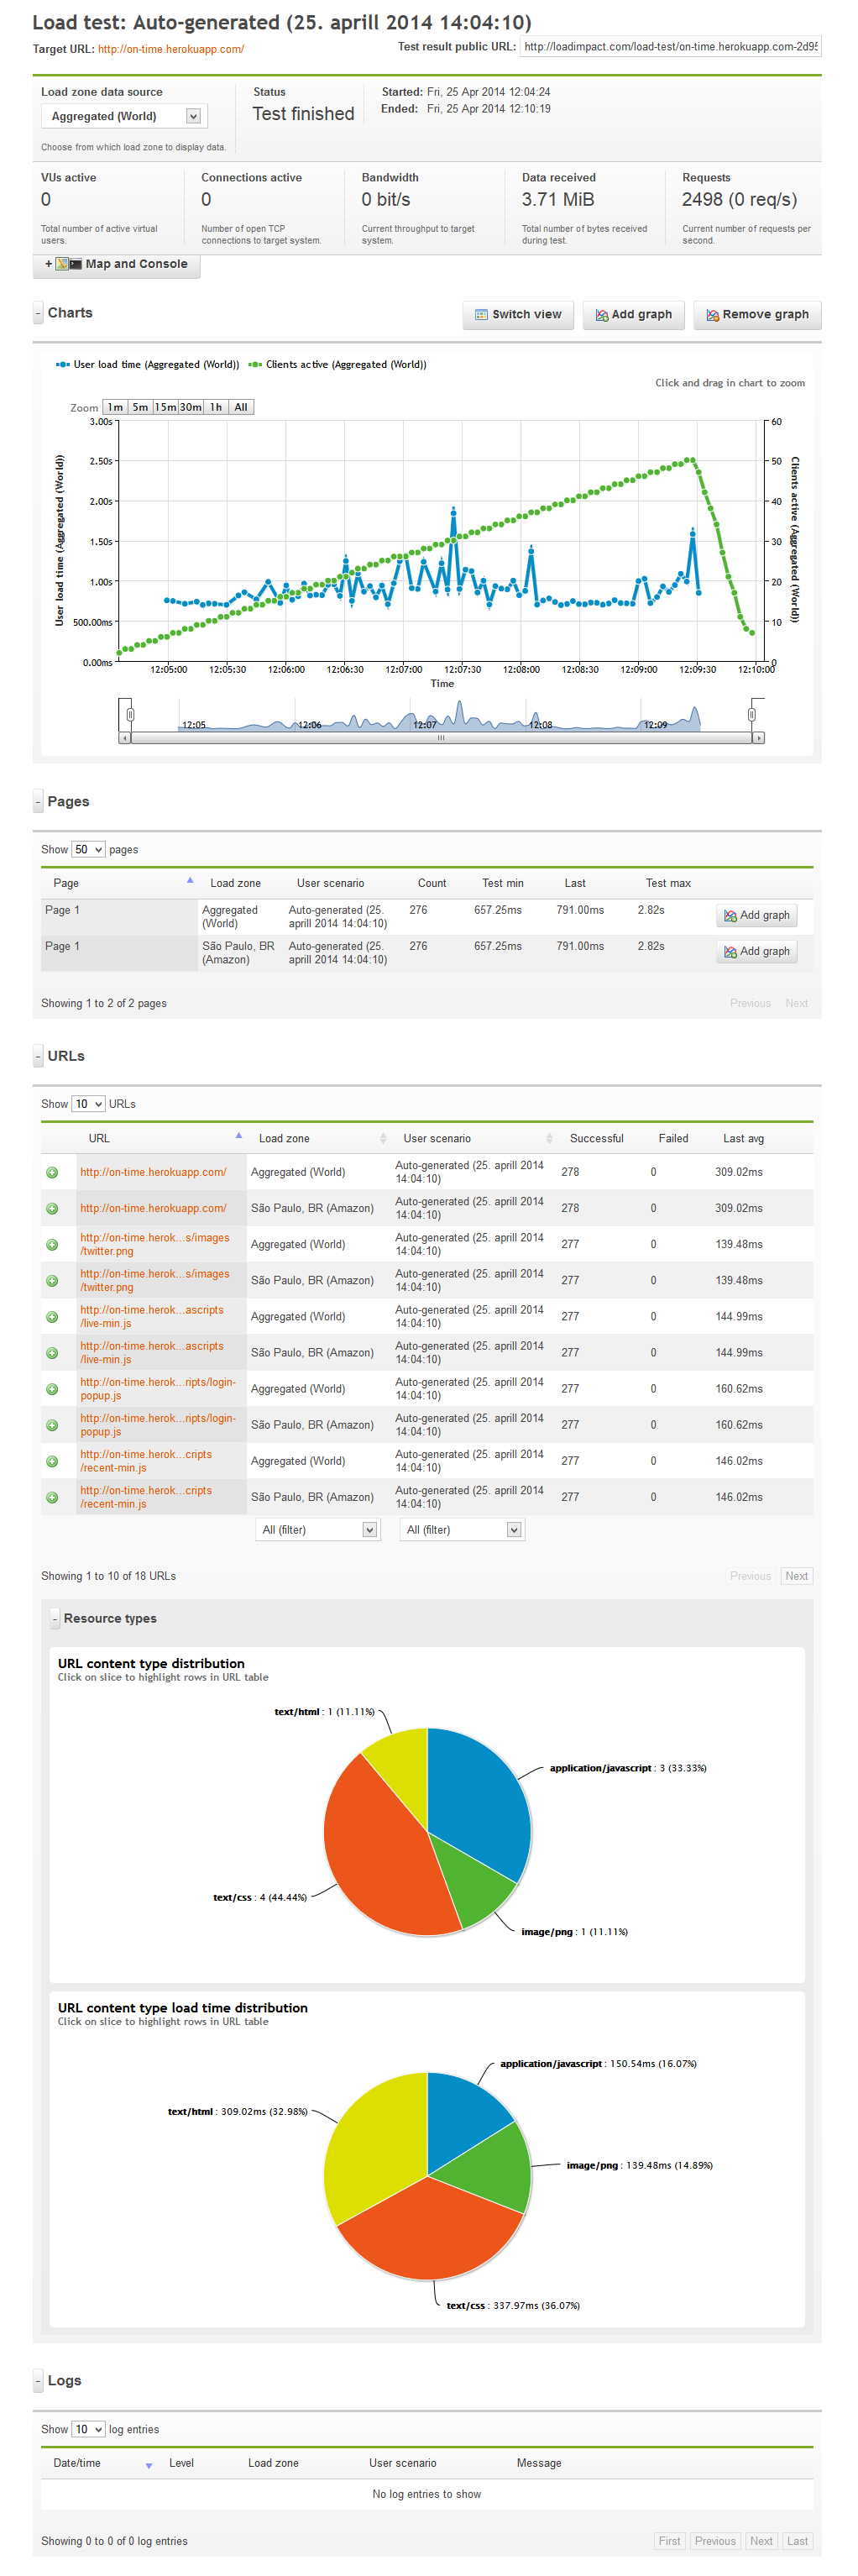 Load test: Auto-generated (25. aprill 2014 14:04:10)
Target URL: http://on-time.herokuapp.com/
Test result public URL: http://loadimpact.com/load-test/on-time.herokuapp.com-2d95
Load zone data source
Aggregated (World)
Choose from which load zone to display data.
Status
Test finished
Started: Fri, 25 Apr 2014 12:04:24
Ended: Fri, 25 Apr 2014 12:10:19
VUs active
0
Total number of active virtual
users.
Connections active
0
Number of open TCP
connections to target system.
Bandwidth
0 bit/s
Current throughput to target
system.
Data received
3.71 MiB
Total number of bytes received
during test.
Requests
2498 (0 req/s)
Current number of requests per
second.
+ Map and Console
- Charts
Switch view
Add graph
Remove graph
User load time (Aggregated (World)) Clients active (Aggregated (World))
Click and drag in chart to zoom
Zoom 1m 5m 15m 30m 1h All
3.00s
2.50s
2.00s
1.50s
1.00s
500.00ms
0.00ms
User load time (Aggregated (World))
60
50
40
30
20
10
0
Clients active (Aggregated (World))
12:05:00 12:05:30 12:06:00 12:06:30 12:07:00 12:07:30 12:08:00 12:08:30 12:09:00 12:09:30 12:10:00
Time
12:05 12:06 12:07 12:08 12:09
- Pages
Show 50 pages
Page Load zone User scenario Count Test min Last Test max
Page 1 Aggregated (World) Auto-generated (25. aprill 2014 14:04:10) 276 657.25ms 791.00ms 2.82s Add graph
Page 1 São Paulo, BR (Amazon) Auto-generated (25. aprill 2014 14:04:10) 276 657.25ms 791.00ms 2.82s Add graph
Showing 1 to 2 of 2 pages
Previous Next
- URLs
Show 10 URLs
URL Load zone User scenario Successful Failed Last avg
http://on-time.herokuapp.com/ Aggregated (World) Auto-generated (25. aprill 2014 14:04:10) 278 0 309.02ms
http://on-time.herokuapp.com/ São Paulo, BR (Amazon) Auto-generated (25. aprill 2014 14:04:10) 278 0 309.02ms
http://on-time.herok...s/images /twitter.png Aggregated (World) Auto-generated (25. aprill 2014 14:04:10) 277 0 139.48ms
http://on-time.herok...s/images /twitter.png São Paulo, BR (Amazon) Auto-generated (25. aprill 2014 14:04:10) 277 0 139.48ms
http://on-time.herok...ascripts /live-min.js Aggregated (World) Auto-generated (25. aprill 2014 14:04:10) 277 0 144.99ms
http://on-time.herok...ascripts /live-min.js São Paulo, BR (Amazon) Auto-generated (25. aprill 2014 14:04:10) 277 0 144.99ms
http://on-time.herok...ripts/login-popup.js Aggregated (World) Auto-generated (25. aprill 2014 14:04:10) 277 0 160.62ms
http://on-time.herok...ripts/login-popup.js São Paulo, BR (Amazon) Auto-generated (25. aprill 2014 14:04:10) 277 0 160.62ms
http://on-time.herok...cripts /recent-min.js Aggregated (World) Auto-generated (25. aprill 2014 14:04:10) 277 0 146.02ms
http://on-time.herok...cripts /recent-min.js São Paulo, BR (Amazon) Auto-generated (25. aprill 2014 14:04:10) 277 0 146.02ms
All (filter) All (filter)
Showing 1 to 10 of 18 URLs
Previous Next
- Resource types
URL content type distribution
Click on slice to highlight rows in URL table
text/html : 1 (11.11%)
application/javascript : 3 (33.33%)
text/css : 4 (44.44%)
image/png : 1 (11.11%)
URL content type load time distribution
Click on slice to highlight rows in URL table
application/javascript : 150.54ms (16.07%)
text/html : 309.02ms (32.98%)
image/png : 139.48ms (14.89%)
text/css : 337.97ms (36.07%)
- Logs
Show 10 log entries
Date/time Level Load zone User scenario Message
No log entries to show
Showing 0 to 0 of 0 log entries
First Previous Next Last